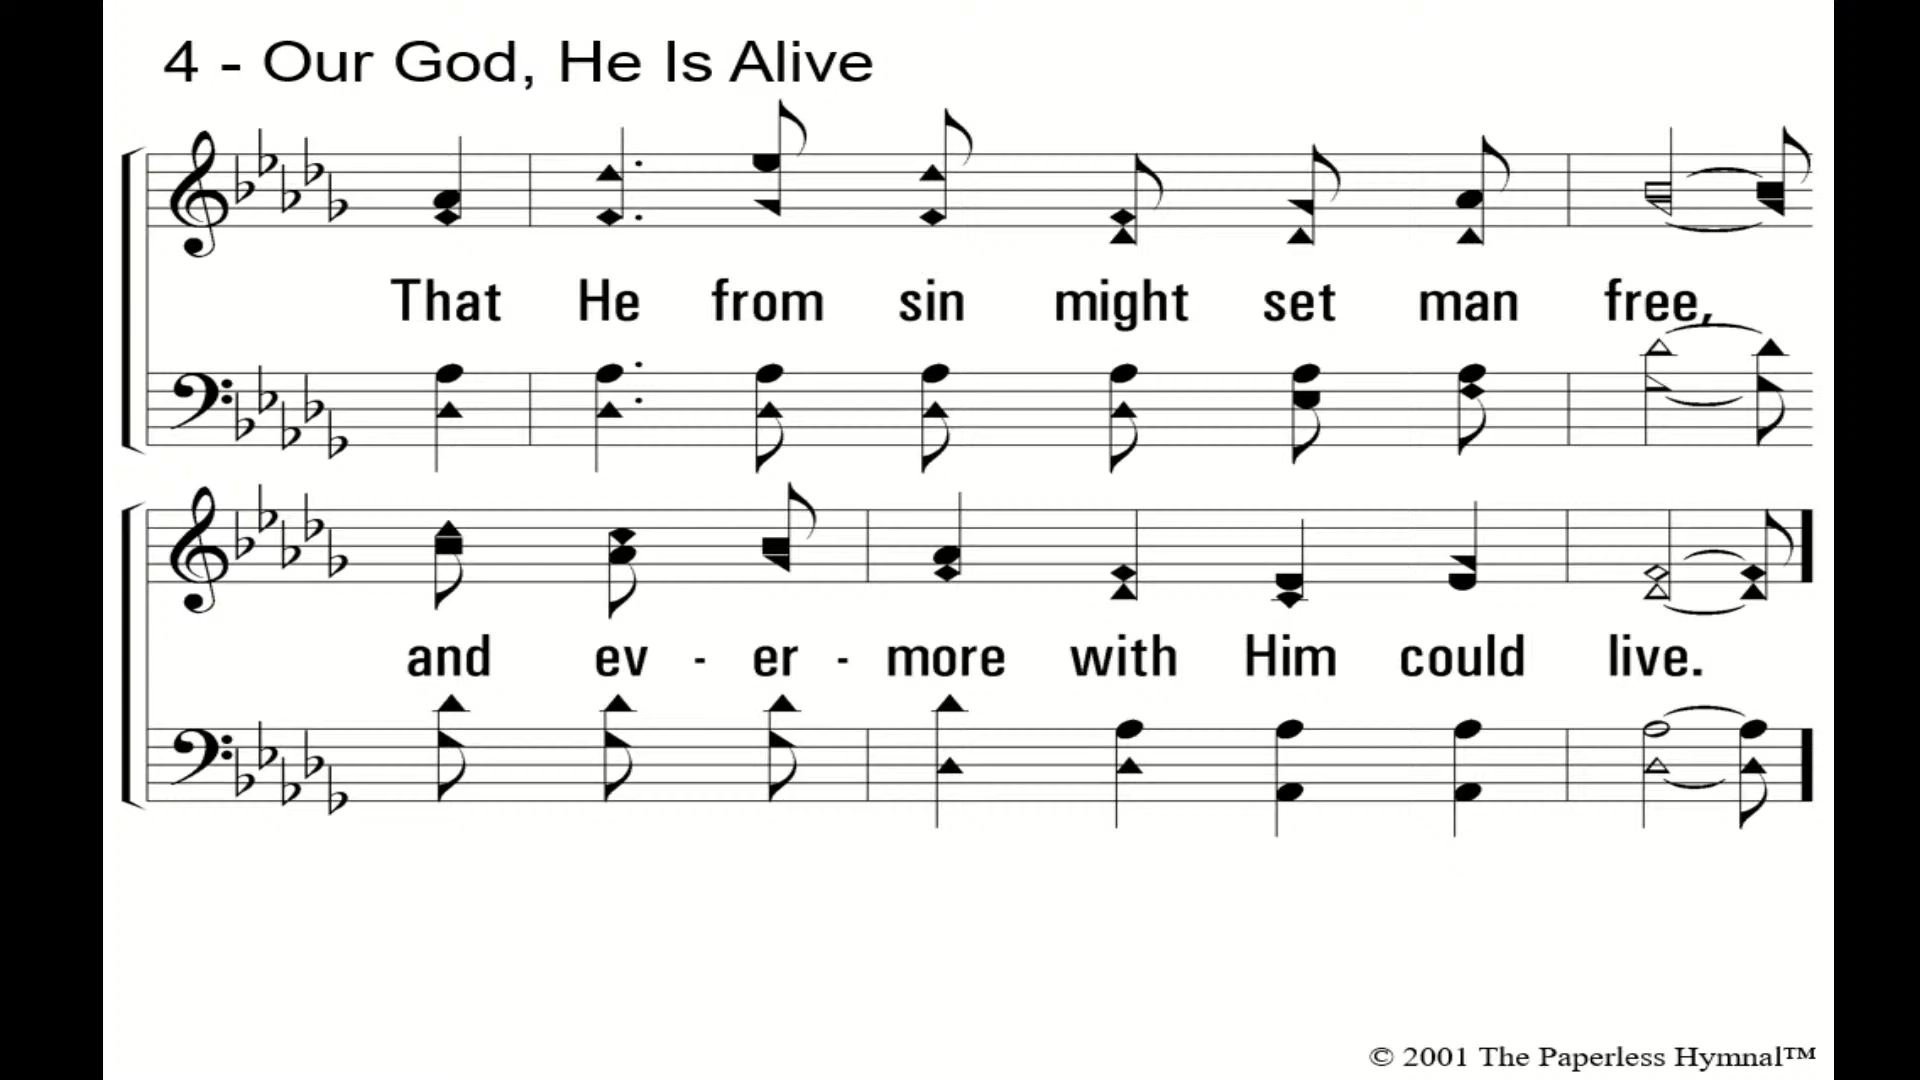 4 - Our God, He Is Alive
That He from sin might set man free,
and ev - er - more with Him could live.
© 2001 The Paperless Hymnal™